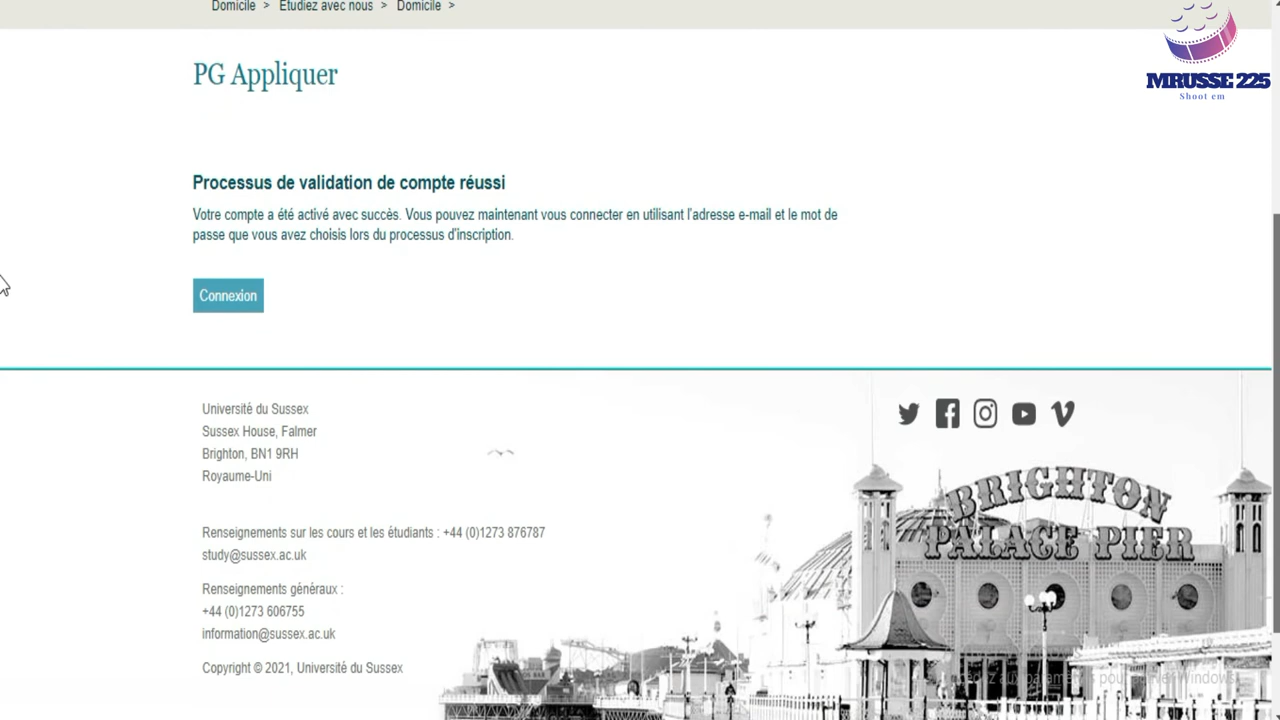 Domicile > Etudiez avec nous > Domicile >
MRUSSE 225
Shoot em
PG Appliquer
Processus de validation de compte réussi
Votre compte a été activé avec succès. Vous pouvez maintenant vous connecter en utilisant l'adresse e-mail et le mot de
passe que vous avez choisis lors du processus d'inscription.
Connexion
Université du Sussex
Sussex House, Falmer
Brighton, BN1 9RH
Royaume-Uni
BRIGHTON
PALACE PIER
Renseignements sur les cours et les étudiants : +44 (0)1273 876787
study@sussex.ac.uk
Renseignements généraux :
+44 (0)1273 606755
information@sussex.ac.uk
Copyright © 2021, Université du Sussex